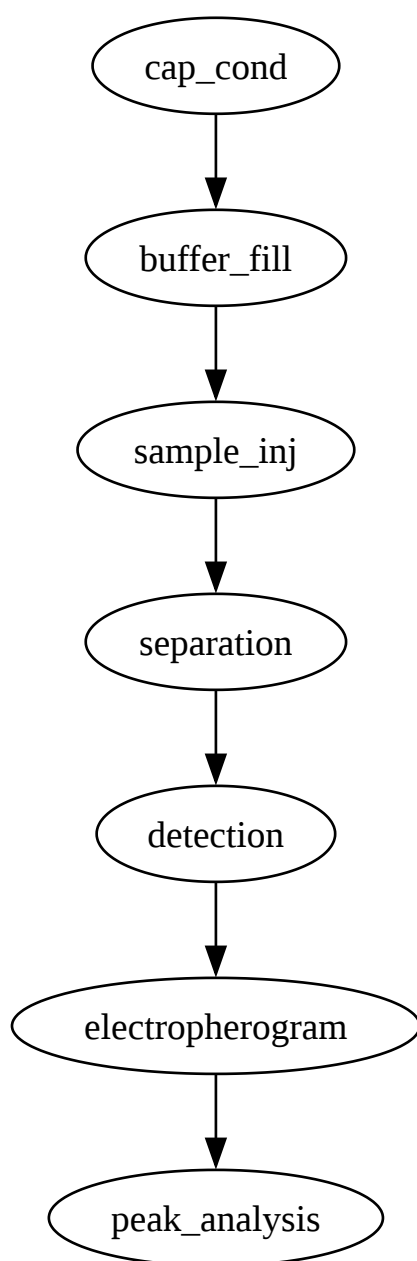 cap_cond
buffer_fill
sample_inj
separation
detection
electropherogram
peak_analysis